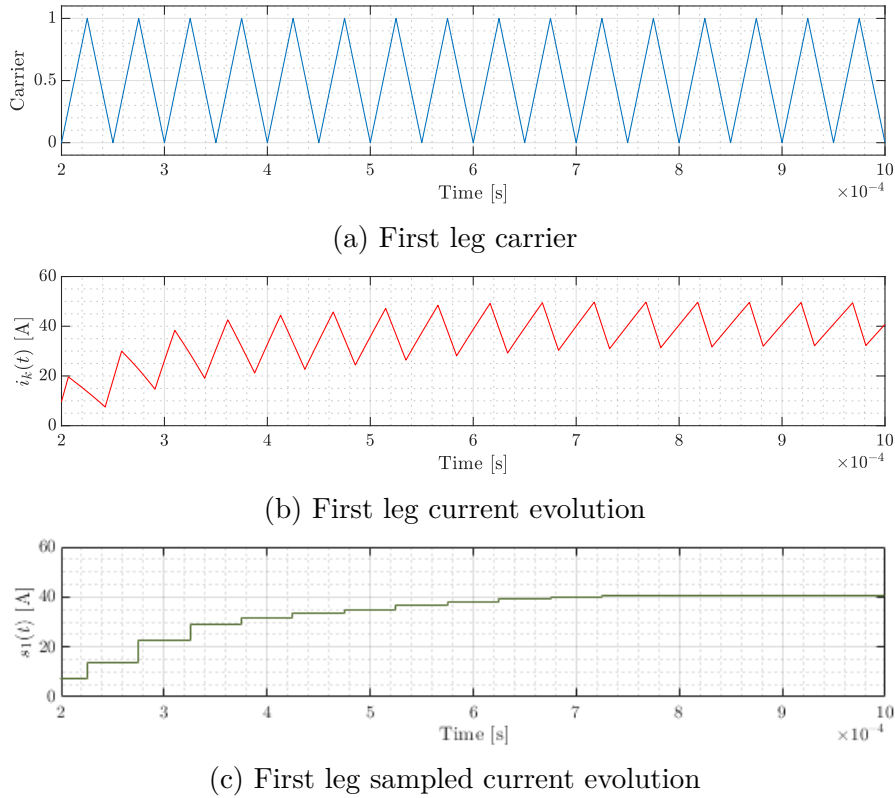 1
0.5
0
Carrier
2 3 4 5 6 7 8 9 10
Time [s]
×10⁻⁴
(a) First leg carrier
60
40
20
0
iₖ(t) [A]
2 3 4 5 6 7 8 9 10
Time [s]
×10⁻⁴
(b) First leg current evolution
60
40
20
0
s1(t) [A]
2 3 4 5 6 7 8 9 10
Time [s]
×10⁻⁴
(c) First leg sampled current evolution